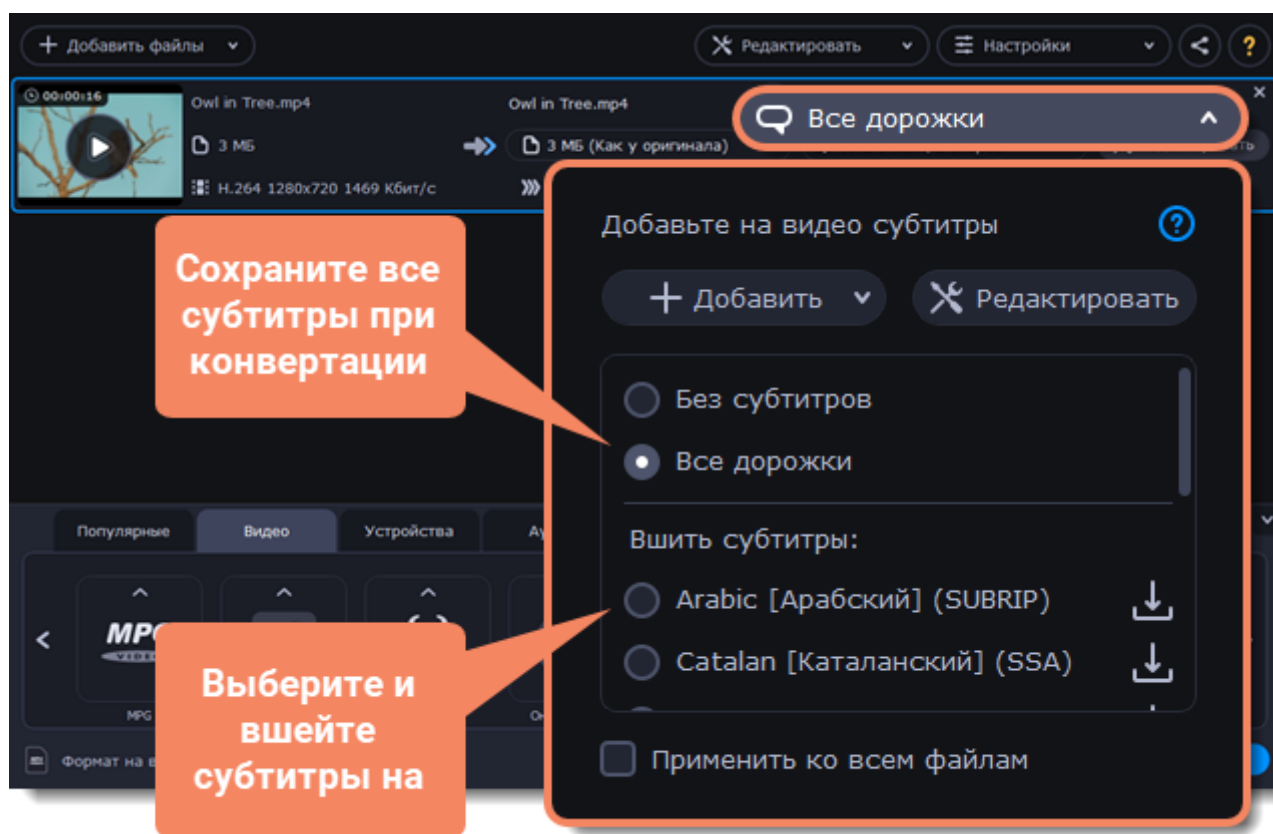 Добавить файлы
Редактировать
Настройки
?
00:00:16
Owl in Tree.mp4
3 МБ
H.264 1280x720 1469 Кбит/с
Owl in Tree.mp4
3 МБ (Как у оригинала)
Все дорожки
Добавьте на видео субтитры
?
Добавить
Редактировать
Без субтитров
Все дорожки
Вшить субтитры:
Arabic [Арабский] (SUBRIP)
Catalan [Каталанский] (SSA)
Применить ко всем файлам
Сохраните все
субтитры при
конвертации
Популярные
Видео
Устройства
MPG
Формат на
Выберите и
вшейте
субтитры на